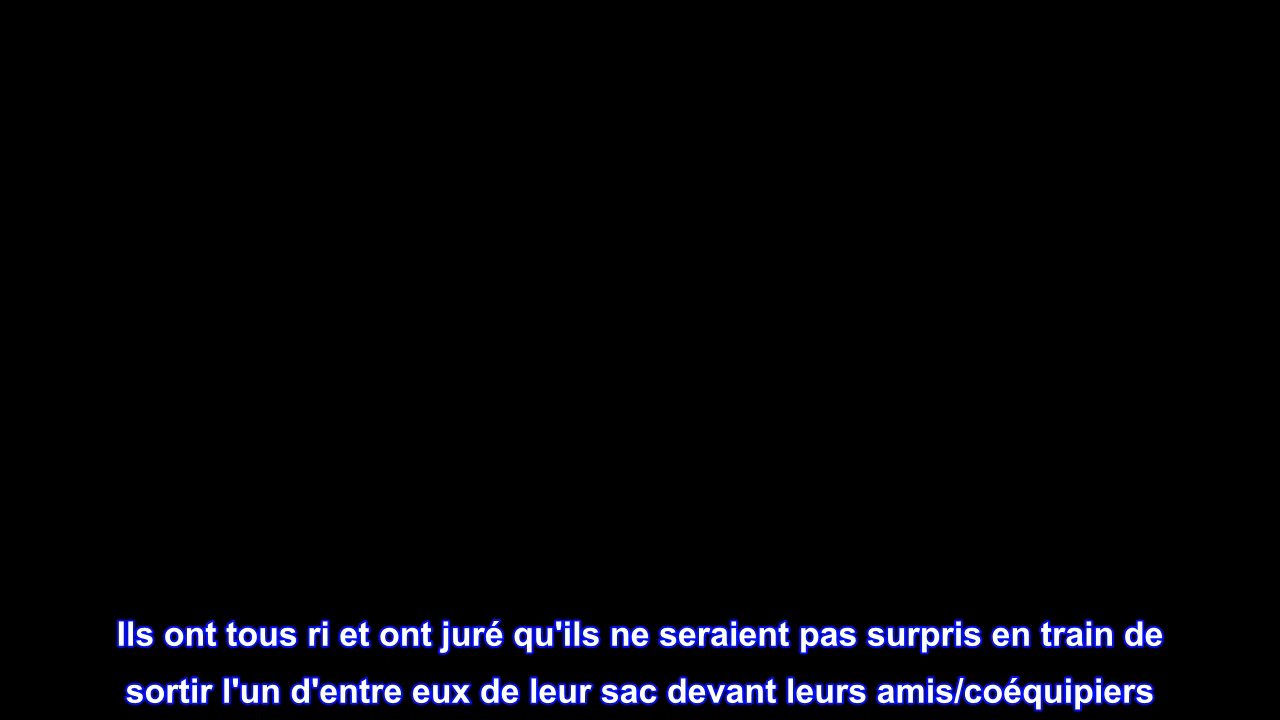 Ils ont tous ri et ont juré qu'ils ne seraient pas surpris en train de
sortir l'un d'entre eux de leur sac devant leurs amis/coéquipiers